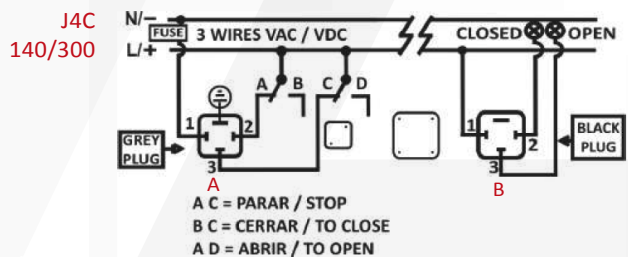 J4C
140/300
N/-
FUSE
3 WIRES VAC / VDC
L/+
CLOSED
OPEN
A
B
C
D
1
2
3
GREY
PLUG
A
1
2
3
BLACK
PLUG
B
A C = PARAR / STOP
B C = CERRAR / TO CLOSE
A D = ABRIR / TO OPEN